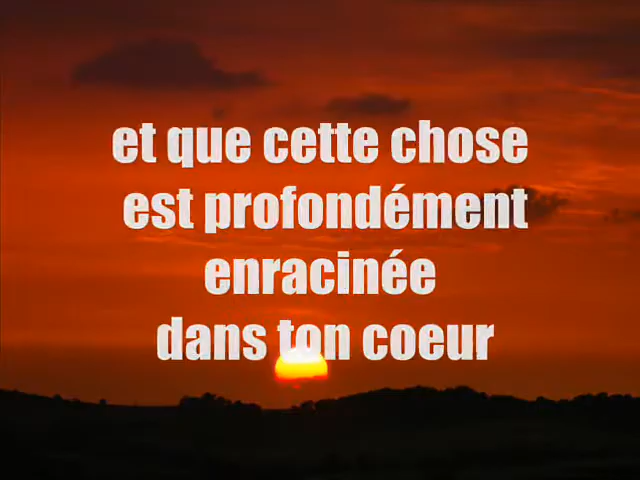 et que cette chose
est profondément
enracinée
dans ton coeur